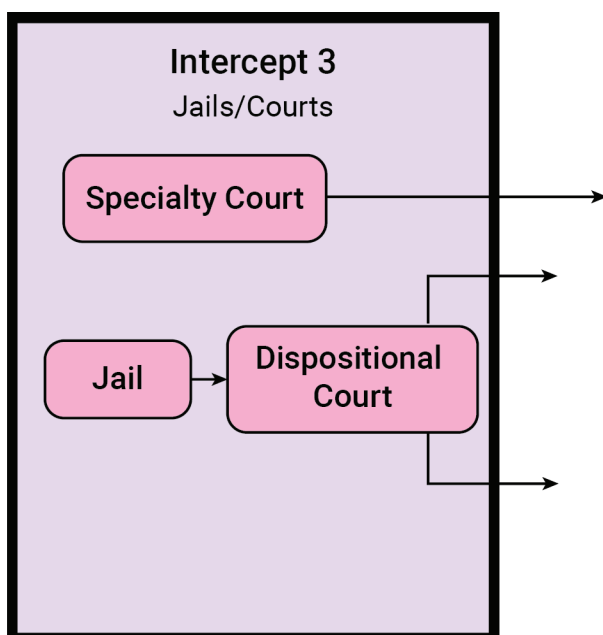 Intercept 3
Jails/Courts
Specialty Court
Jail
Dispositional
Court